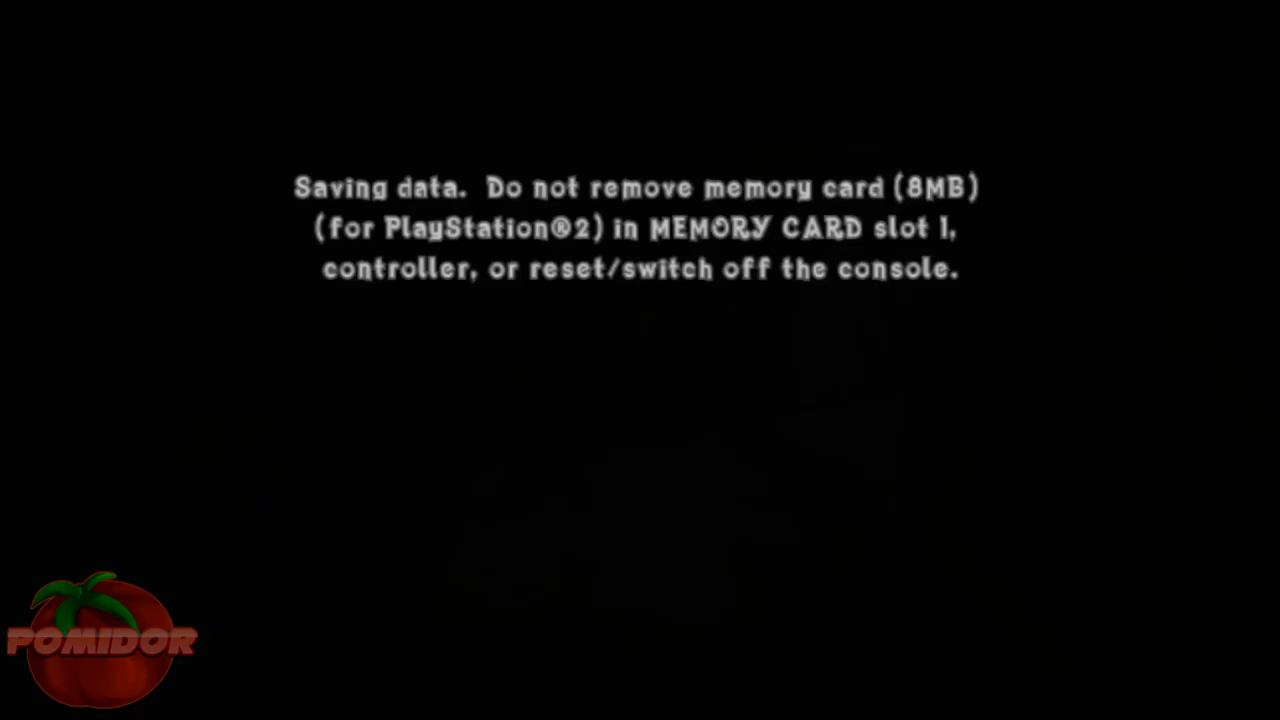 Saving data.  Do not remove memory card (8MB)
(for PlayStation®2) in MEMORY CARD slot 1,
controller, or reset/switch off the console.
POMIDOR